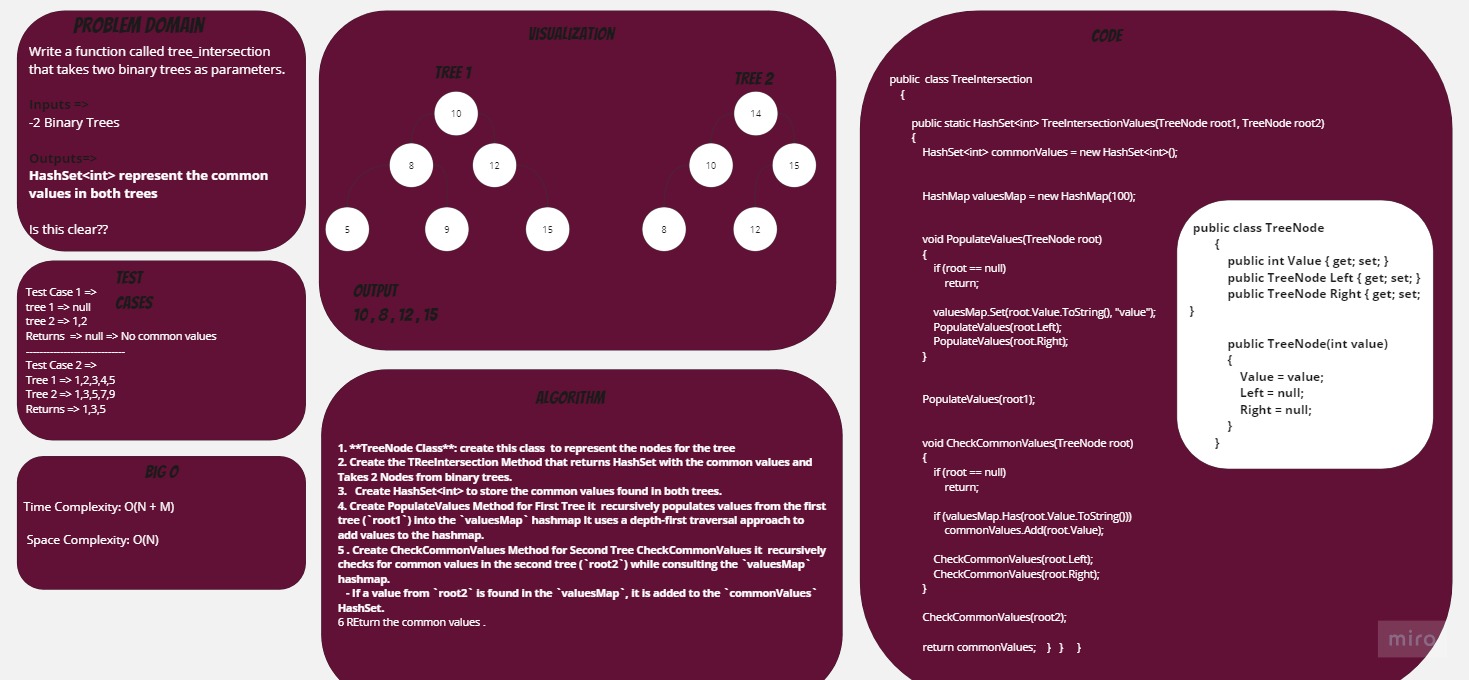 PROBLEM DOMAIN
Write a function called tree_intersection
that takes two binary trees as parameters.
Inputs =>
-2 Binary Trees
Outputs=>
HashSet<int> represent the common
values in both trees
Is this clear??
TEST
CASES
Test Case 1 =>
tree 1 => null
tree 2 => 1,2
Returns => null => No common values
------------------------------
Test Case 2 =>
Tree 1 => 1,2,3,4,5
Tree 2 => 1,3,5,7,9
Returns => 1,3,5
BIG O
Time Complexity: O(N + M)
Space Complexity: O(N)
VISUALIZATION
TREE 1
10
8
12
5
9
15
TREE 2
14
10
15
8
12
OUTPUT
10 , 8 , 12 , 15
ALGORITHM
1. **TreeNode Class**: create this class to represent the nodes for the tree
2. Create the TReeIntersection Method that returns HashSet with the common values and
Takes 2 Nodes from binary trees.
3. Create HashSet<int> to store the common values found in both trees.
4. Create PopulateValues Method for First Tree it recursively populates values from the first
tree (`root1`) into the `valuesMap` hashmap It uses a depth-first traversal approach to
add values to the hashmap.
5 . Create CheckCommonValues Method for Second Tree CheckCommonValues it recursively
checks for common values in the second tree (`root2`) while consulting the `valuesMap`
hashmap.
- If a value from `root2` is found in the `valuesMap`, it is added to the `commonValues`
HashSet.
6 REturn the common values .
CODE
public class TreeIntersection
{
public static HashSet<int> TreeIntersectionValues(TreeNode root1, TreeNode root2)
{
HashSet<int> commonValues = new HashSet<int>();
HashMap valuesMap = new HashMap(100);
void PopulateValues(TreeNode root)
{
if (root == null)
return;
valuesMap.Set(root.Value.ToString(), "value");
PopulateValues(root.Left);
PopulateValues(root.Right);
}
PopulateValues(root1);
void CheckCommonValues(TreeNode root)
{
if (root == null)
return;
if (valuesMap.Has(root.Value.ToString()))
commonValues.Add(root.Value);
CheckCommonValues(root.Left);
CheckCommonValues(root.Right);
}
CheckCommonValues(root2);
return commonValues; } } }
public class TreeNode
{
public int Value { get; set; }
public TreeNode Left { get; set; }
public TreeNode Right { get; set;
}
public TreeNode(int value)
{
Value = value;
Left = null;
Right = null;
}
}
miro